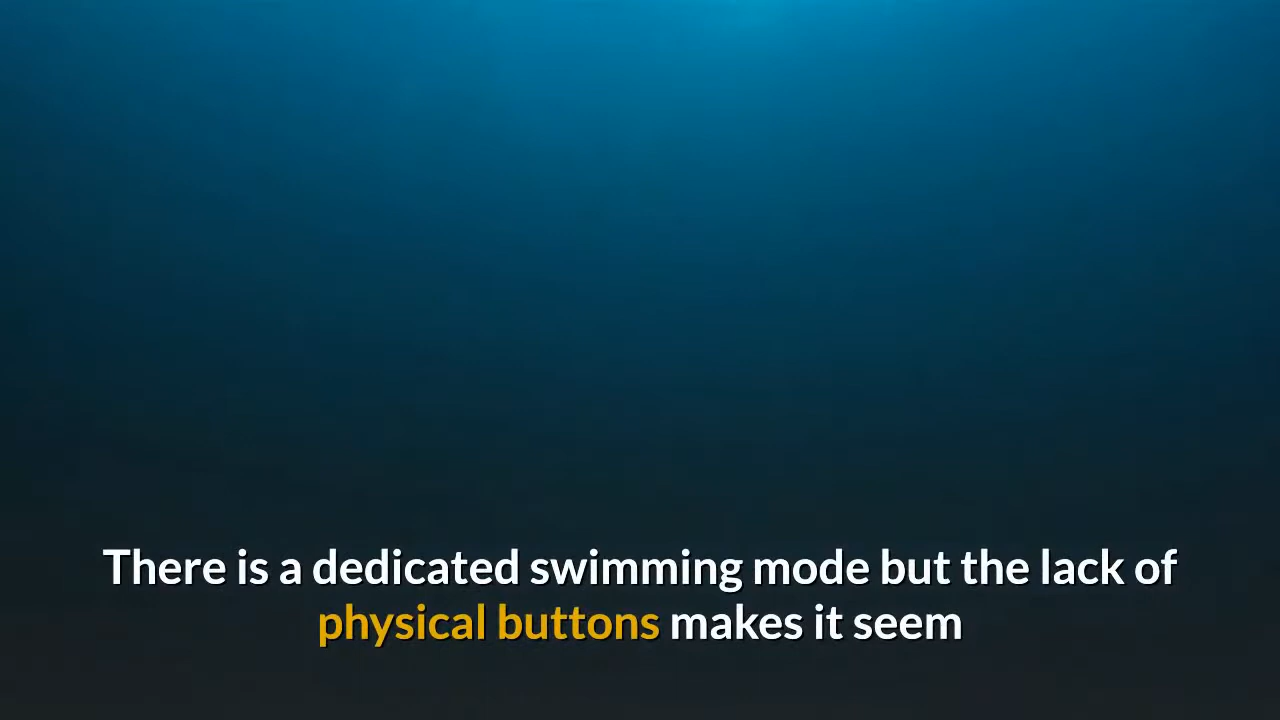 There is a dedicated swimming mode but the lack of
physical buttons makes it seem